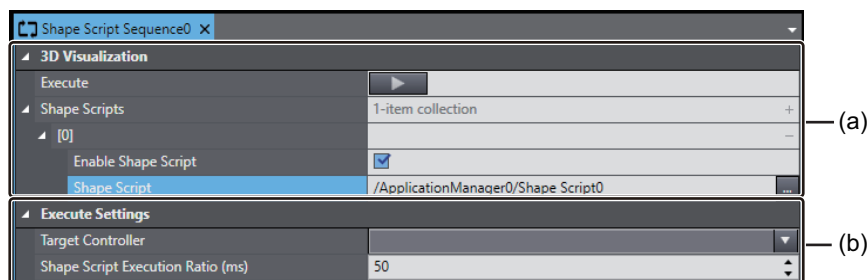 Shape Script Sequence0
3D Visualization
Execute
Shape Scripts 1-item collection
[0]
Enable Shape Script
Shape Script /ApplicationManager0/Shape Script0 ...
(a)
Execute Settings
Target Controller
(b)
Shape Script Execution Ratio (ms) 50